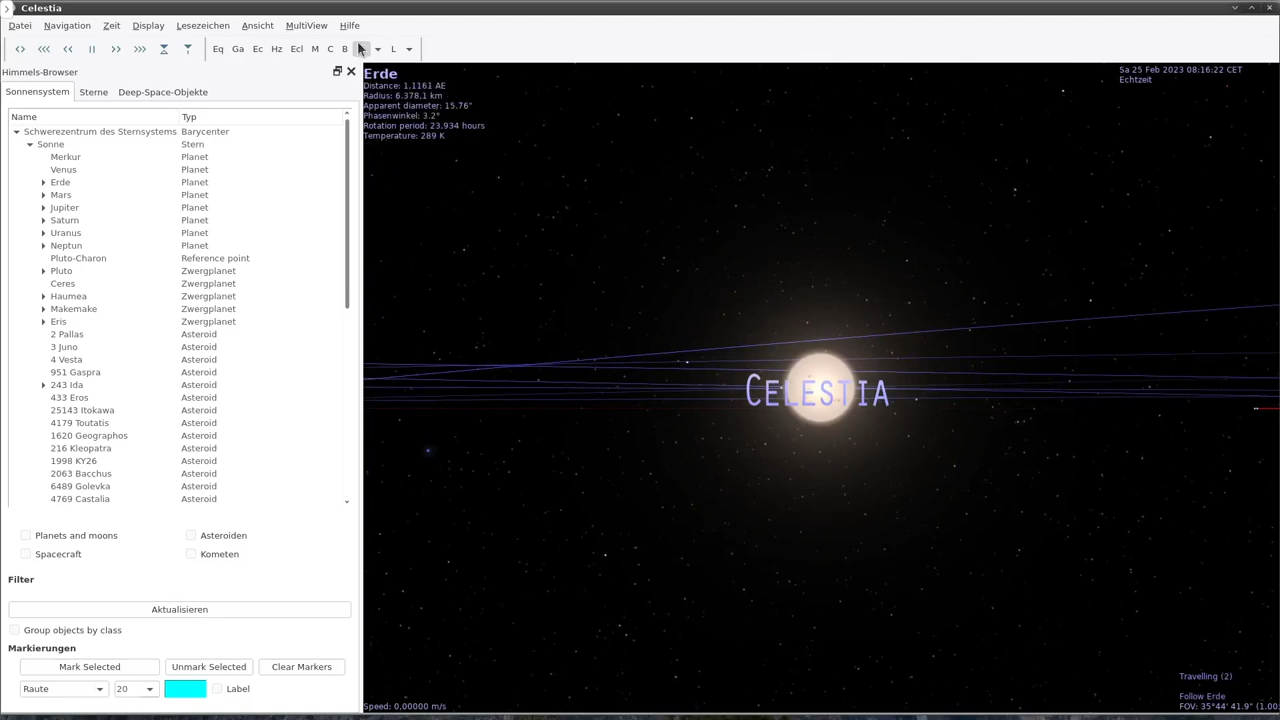 Celestia
Datei Navigation Zeit Display Lesezeichen Ansicht MultiView Hilfe
Eq Ga Ec Hz Ecl M C B L
Himmels-Browser
Sonnensystem Sterne Deep-Space-Objekte
Name Typ
Schwerezentrum des Sternsystems Barycenter
Sonne Stern
Merkur Planet
Venus Planet
Erde Planet
Mars Planet
Jupiter Planet
Saturn Planet
Uranus Planet
Neptun Planet
Pluto-Charon Reference point
Pluto Zwergplanet
Ceres Zwergplanet
Haumea Zwergplanet
Makemake Zwergplanet
Eris Zwergplanet
2 Pallas Asteroid
3 Juno Asteroid
4 Vesta Asteroid
951 Gaspra Asteroid
243 Ida Asteroid
433 Eros Asteroid
25143 Itokawa Asteroid
4179 Toutatis Asteroid
1620 Geographos Asteroid
216 Kleopatra Asteroid
1998 KY26 Asteroid
2063 Bacchus Asteroid
6489 Golevka Asteroid
4769 Castalia Asteroid
Planets and moons Asteroiden
Spacecraft Kometen
Filter
Aktualisieren
Group objects by class
Markierungen
Mark Selected Unmark Selected Clear Markers
Raute 20 Label
Erde
Distance: 1,1161 AE
Radius: 6.378,1 km
Apparent diameter: 15.76"
Phasenwinkel: 3.2°
Rotation period: 23,934 hours
Temperature: 289 K
Sa 25 Feb 2023 08:16:22 CET
Echtzeit
CELESTIA
Travelling (2)
Follow Erde
Speed: 0,00000 m/s
FOV: 35°44' 41.9" (1.00